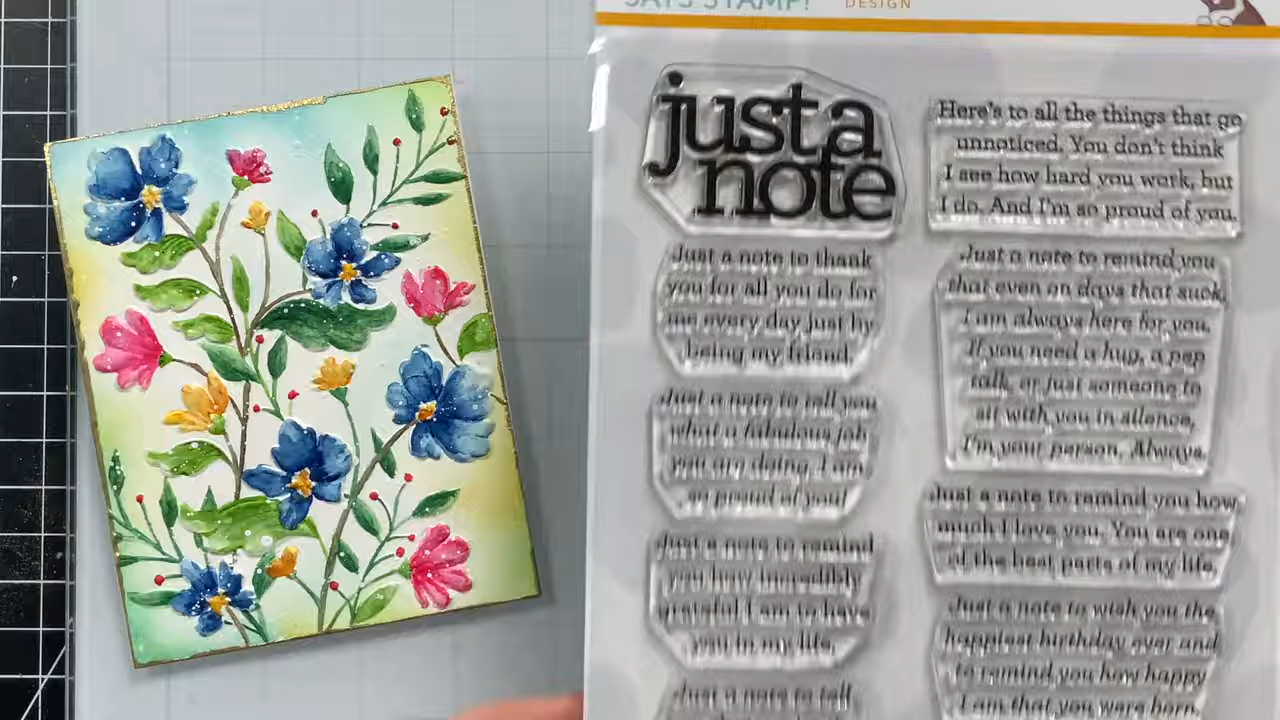 SAYS STAMP!
DESIGN
just a
note
Just a note to thank
you for all you do for
me every day just by
being my friend.
Just a note to tell you
what a fabulous job
you are doing. I am
so proud of you!
Just a note to remind
you how incredibly
grateful I am to have
you in my life.
Just a note to tell
Here's to all the things that go
unnoticed. You don't think
I see how hard you work, but
I do. And I'm so proud of you.
Just a note to remind you
that even on days that suck,
I am always here for you.
If you need a hug, a pep
talk, or just someone to
sit with you in silence,
I'm your person. Always.
Just a note to remind you how
much I love you. You are one
of the best parts of my life.
Just a note to wish you the
happiest birthday ever and
to remind you how happy
I am that you were born.